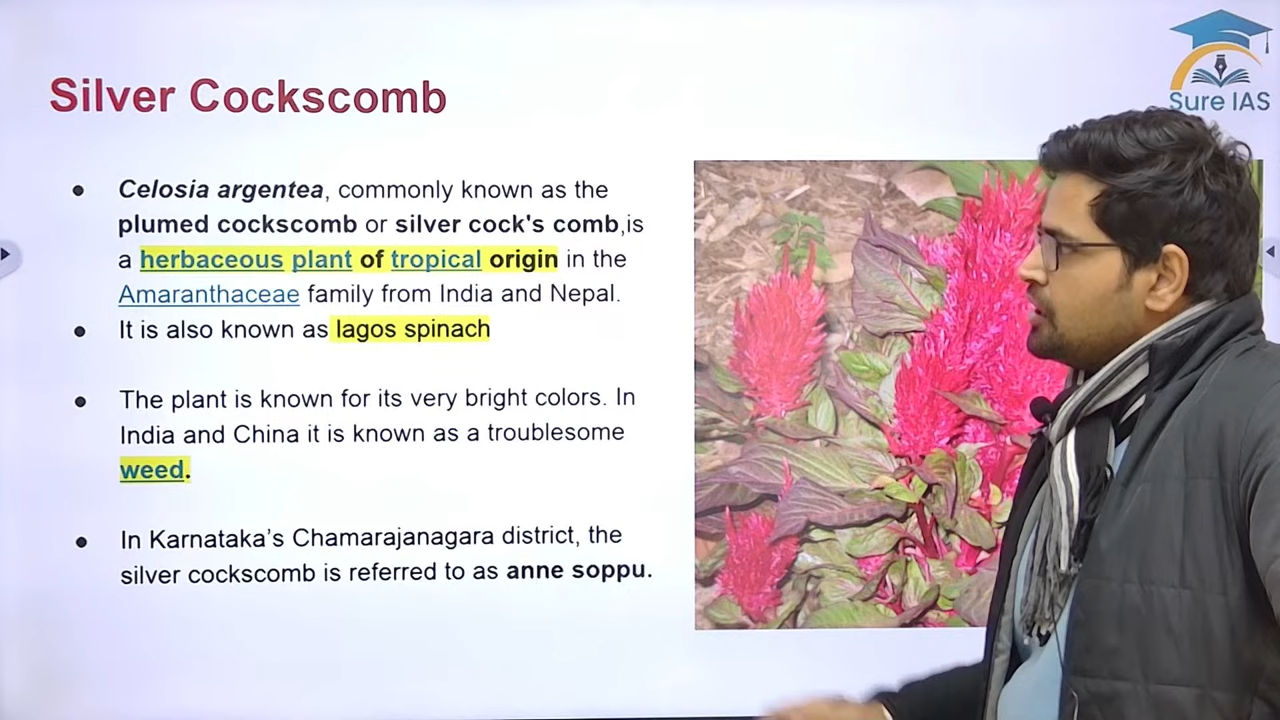 Sure IAS
Silver Cockscomb
● Celosia argentea, commonly known as the
plumed cockscomb or silver cock's comb,is
a herbaceous plant of tropical origin in the
Amaranthaceae family from India and Nepal.
● It is also known as lagos spinach
● The plant is known for its very bright colors. In
India and China it is known as a troublesome
weed.
● In Karnataka’s Chamarajanagara district, the
silver cockscomb is referred to as anne soppu.